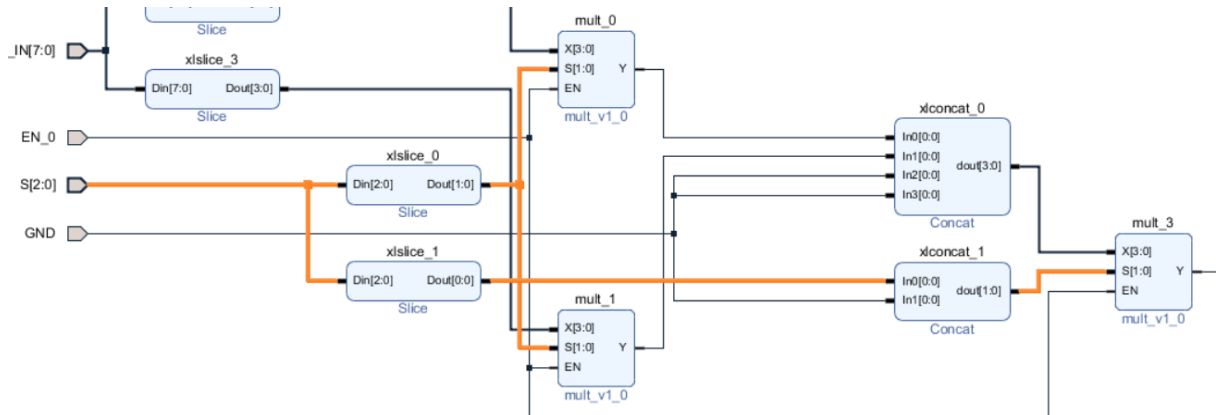 Slice
_IN[7:0]
xlslice_3
Din[7:0] Dout[3:0]
Slice
EN_0
S[2:0]
GND
xlslice_0
Din[2:0] Dout[1:0]
Slice
xlslice_1
Din[2:0] Dout[0:0]
Slice
mult_0
X[3:0]
S[1:0] Y
EN
mult_v1_0
mult_1
X[3:0]
S[1:0] Y
EN
mult_v1_0
xlconcat_0
In0[0:0]
In1[0:0]
dout[3:0]
In2[0:0]
In3[0:0]
Concat
xlconcat_1
In0[0:0]
dout[1:0]
In1[0:0]
Concat
mult_3
X[3:0]
S[1:0] Y
EN
mult_v1_0